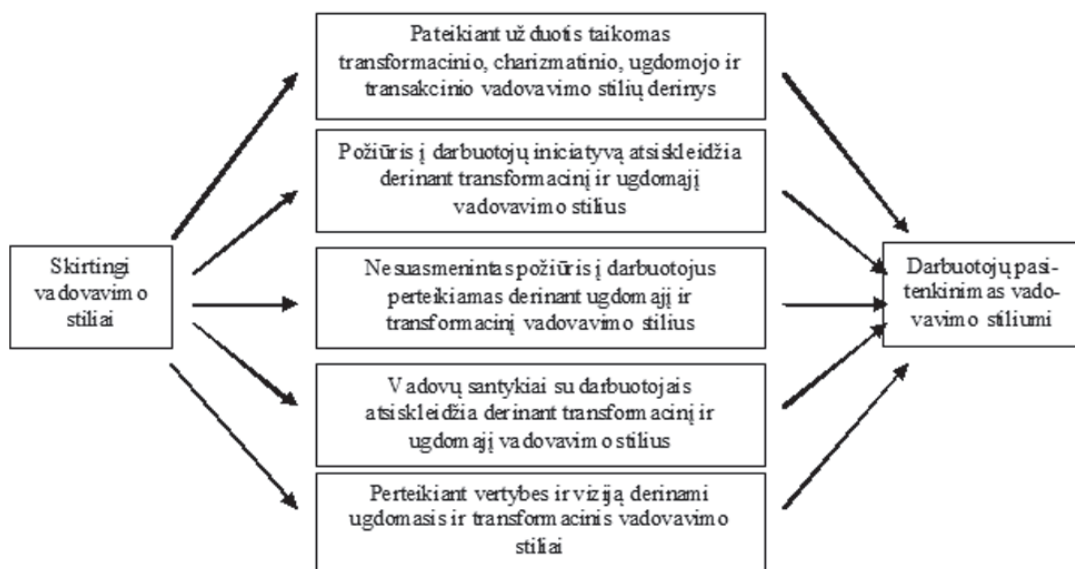 Pateikiant užduotis taikomas
transformacinio, charizmatinio, ugdomojo ir
transakcinio vadovavimo stilių derinys
Požiūris į darbuotojų iniciatyvą atsiskleidžia
derinant transformacinį ir ugdomąjį
vadovavimo stilius
Skirtingi
vadovavimo
stiliai
Nesuasmenintas požiūris į darbuotojus
perteikiamas derinant ugdomąjį ir
transformacinį vadovavimo stilius
Darbuotojų pasi-
tenkinimas vado-
vavimo stiliumi
Vadovų santykiai su darbuotojais
atsiskleidžia derinant transformacinį ir
ugdomąjį vadovavimo stilius
Perteikiant vertybes ir viziją derinami
ugdomasis ir transformacinis vadovavimo
stiliai